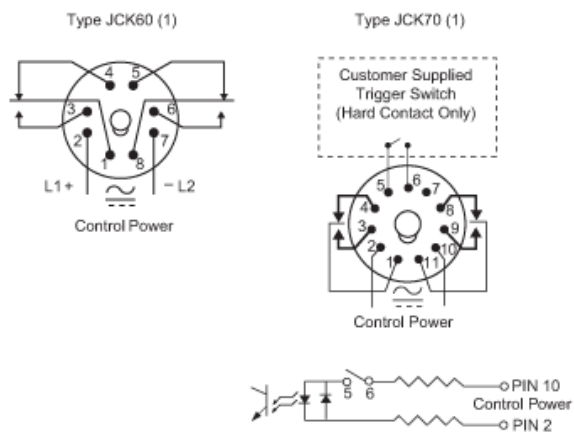 Type JCK60 (1)
4 5
3 6
2 7
1 8
L1 + − L2
Control Power
Type JCK70 (1)
Customer Supplied
Trigger Switch
(Hard Contact Only)
5 6 7
4 8
3 9
2 10
1 11
Control Power
5 6
PIN 10
Control Power
PIN 2